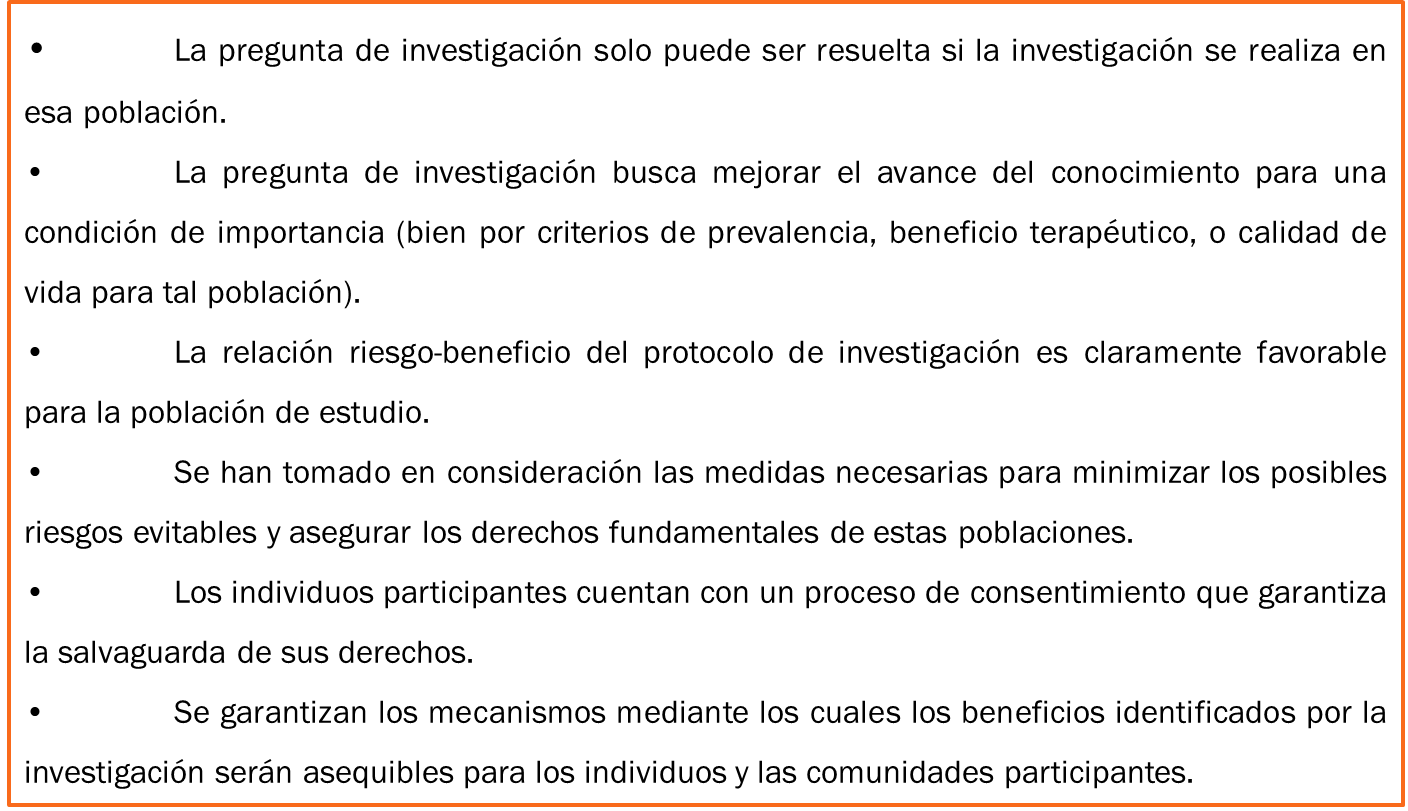 • La pregunta de investigación solo puede ser resuelta si la investigación se realiza en
esa población.
• La pregunta de investigación busca mejorar el avance del conocimiento para una
condición de importancia (bien por criterios de prevalencia, beneficio terapéutico, o calidad de
vida para tal población).
• La relación riesgo-beneficio del protocolo de investigación es claramente favorable
para la población de estudio.
• Se han tomado en consideración las medidas necesarias para minimizar los posibles
riesgos evitables y asegurar los derechos fundamentales de estas poblaciones.
• Los individuos participantes cuentan con un proceso de consentimiento que garantiza
la salvaguarda de sus derechos.
• Se garantizan los mecanismos mediante los cuales los beneficios identificados por la
investigación serán asequibles para los individuos y las comunidades participantes.